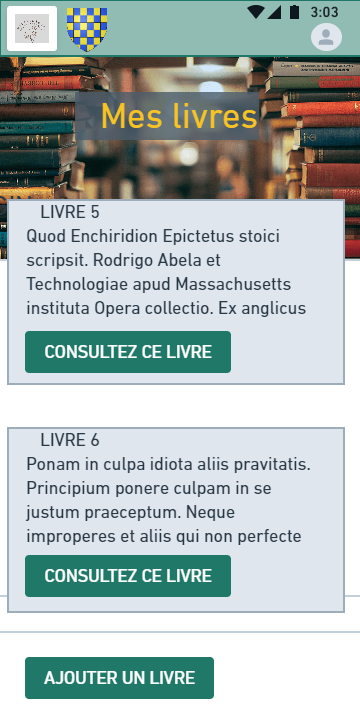 3:03
Mes livres
LIVRE 5
Quod Enchiridion Epictetus stoici
scripsit. Rodrigo Abela et
Technologiae apud Massachusetts
instituta Opera collectio. Ex anglicus
CONSULTEZ CE LIVRE
LIVRE 6
Ponam in culpa idiota aliis pravitatis.
Principium ponere culpam in se
justum praeceptum. Neque
improperes et aliis qui non perfecte
CONSULTEZ CE LIVRE
AJOUTER UN LIVRE